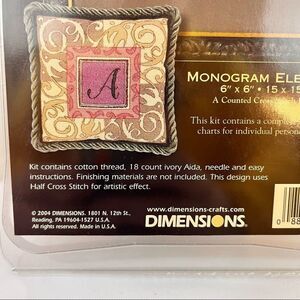 A
MONOGRAM ELE
6" x 6" • 15 x 15
A Counted Cross
This kit contains a comple
charts for individual person
Kit contains cotton thread, 18 count ivory Aida, needle and easy
instructions. Finishing materials are not included. This design uses
Half Cross Stitch for artistic effect.
© 2004 DIMENSIONS. 1801 N. 12th St.,
Reading, PA 19604-1527 U.S.A.
All rights reserved. Made in U.S.A.
www.dimensions-crafts.com
DIMENSIONS
0 88